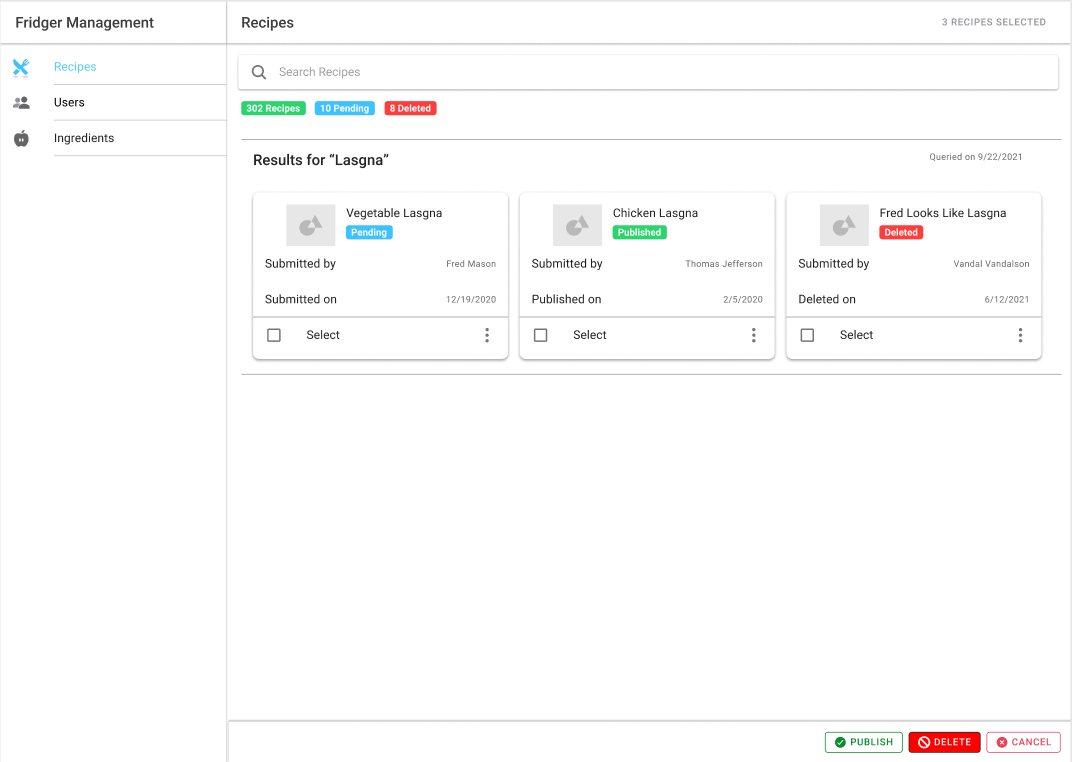 Fridger Management
Recipes
3 RECIPES SELECTED
Recipes
Users
Ingredients
Search Recipes
302 Recipes 10 Pending 8 Deleted
Results for “Lasgna”
Queried on 9/22/2021
Vegetable Lasgna
Pending
Submitted by Fred Mason
Submitted on 12/19/2020
Select
Chicken Lasgna
Published
Submitted by Thomas Jefferson
Published on 2/5/2020
Select
Fred Looks Like Lasgna
Deleted
Submitted by Vandal Vandalson
Deleted on 6/12/2021
Select
PUBLISH DELETE CANCEL